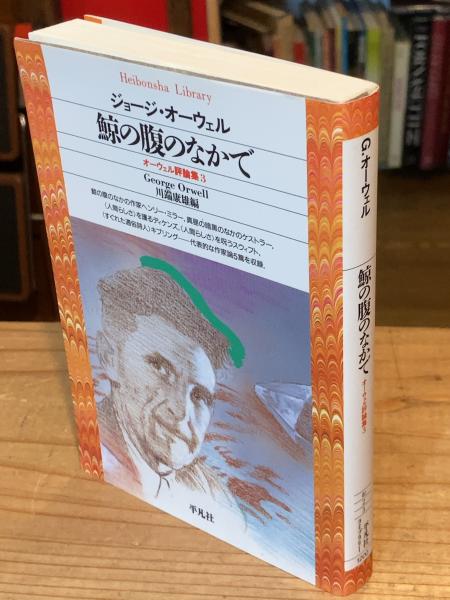 Heibonsha Library
ジョージ・オーウェル
鯨の腹のなかで
オーウェル評論集3
George Orwell
川端康雄編
鯨の腹のなかの作家ヘンリー・ミラー、真昼の暗黒のなかのケストラー、
〈人間らしさ〉を護るディケンズ、〈人間らしさ〉を呪うスウィフト、
〈すぐれた通俗詩人〉キプリング――代表的な作家論5篇を収録。
平凡社
G・オーウェル
鯨の腹のなかで
オーウェル評論集3
平凡社